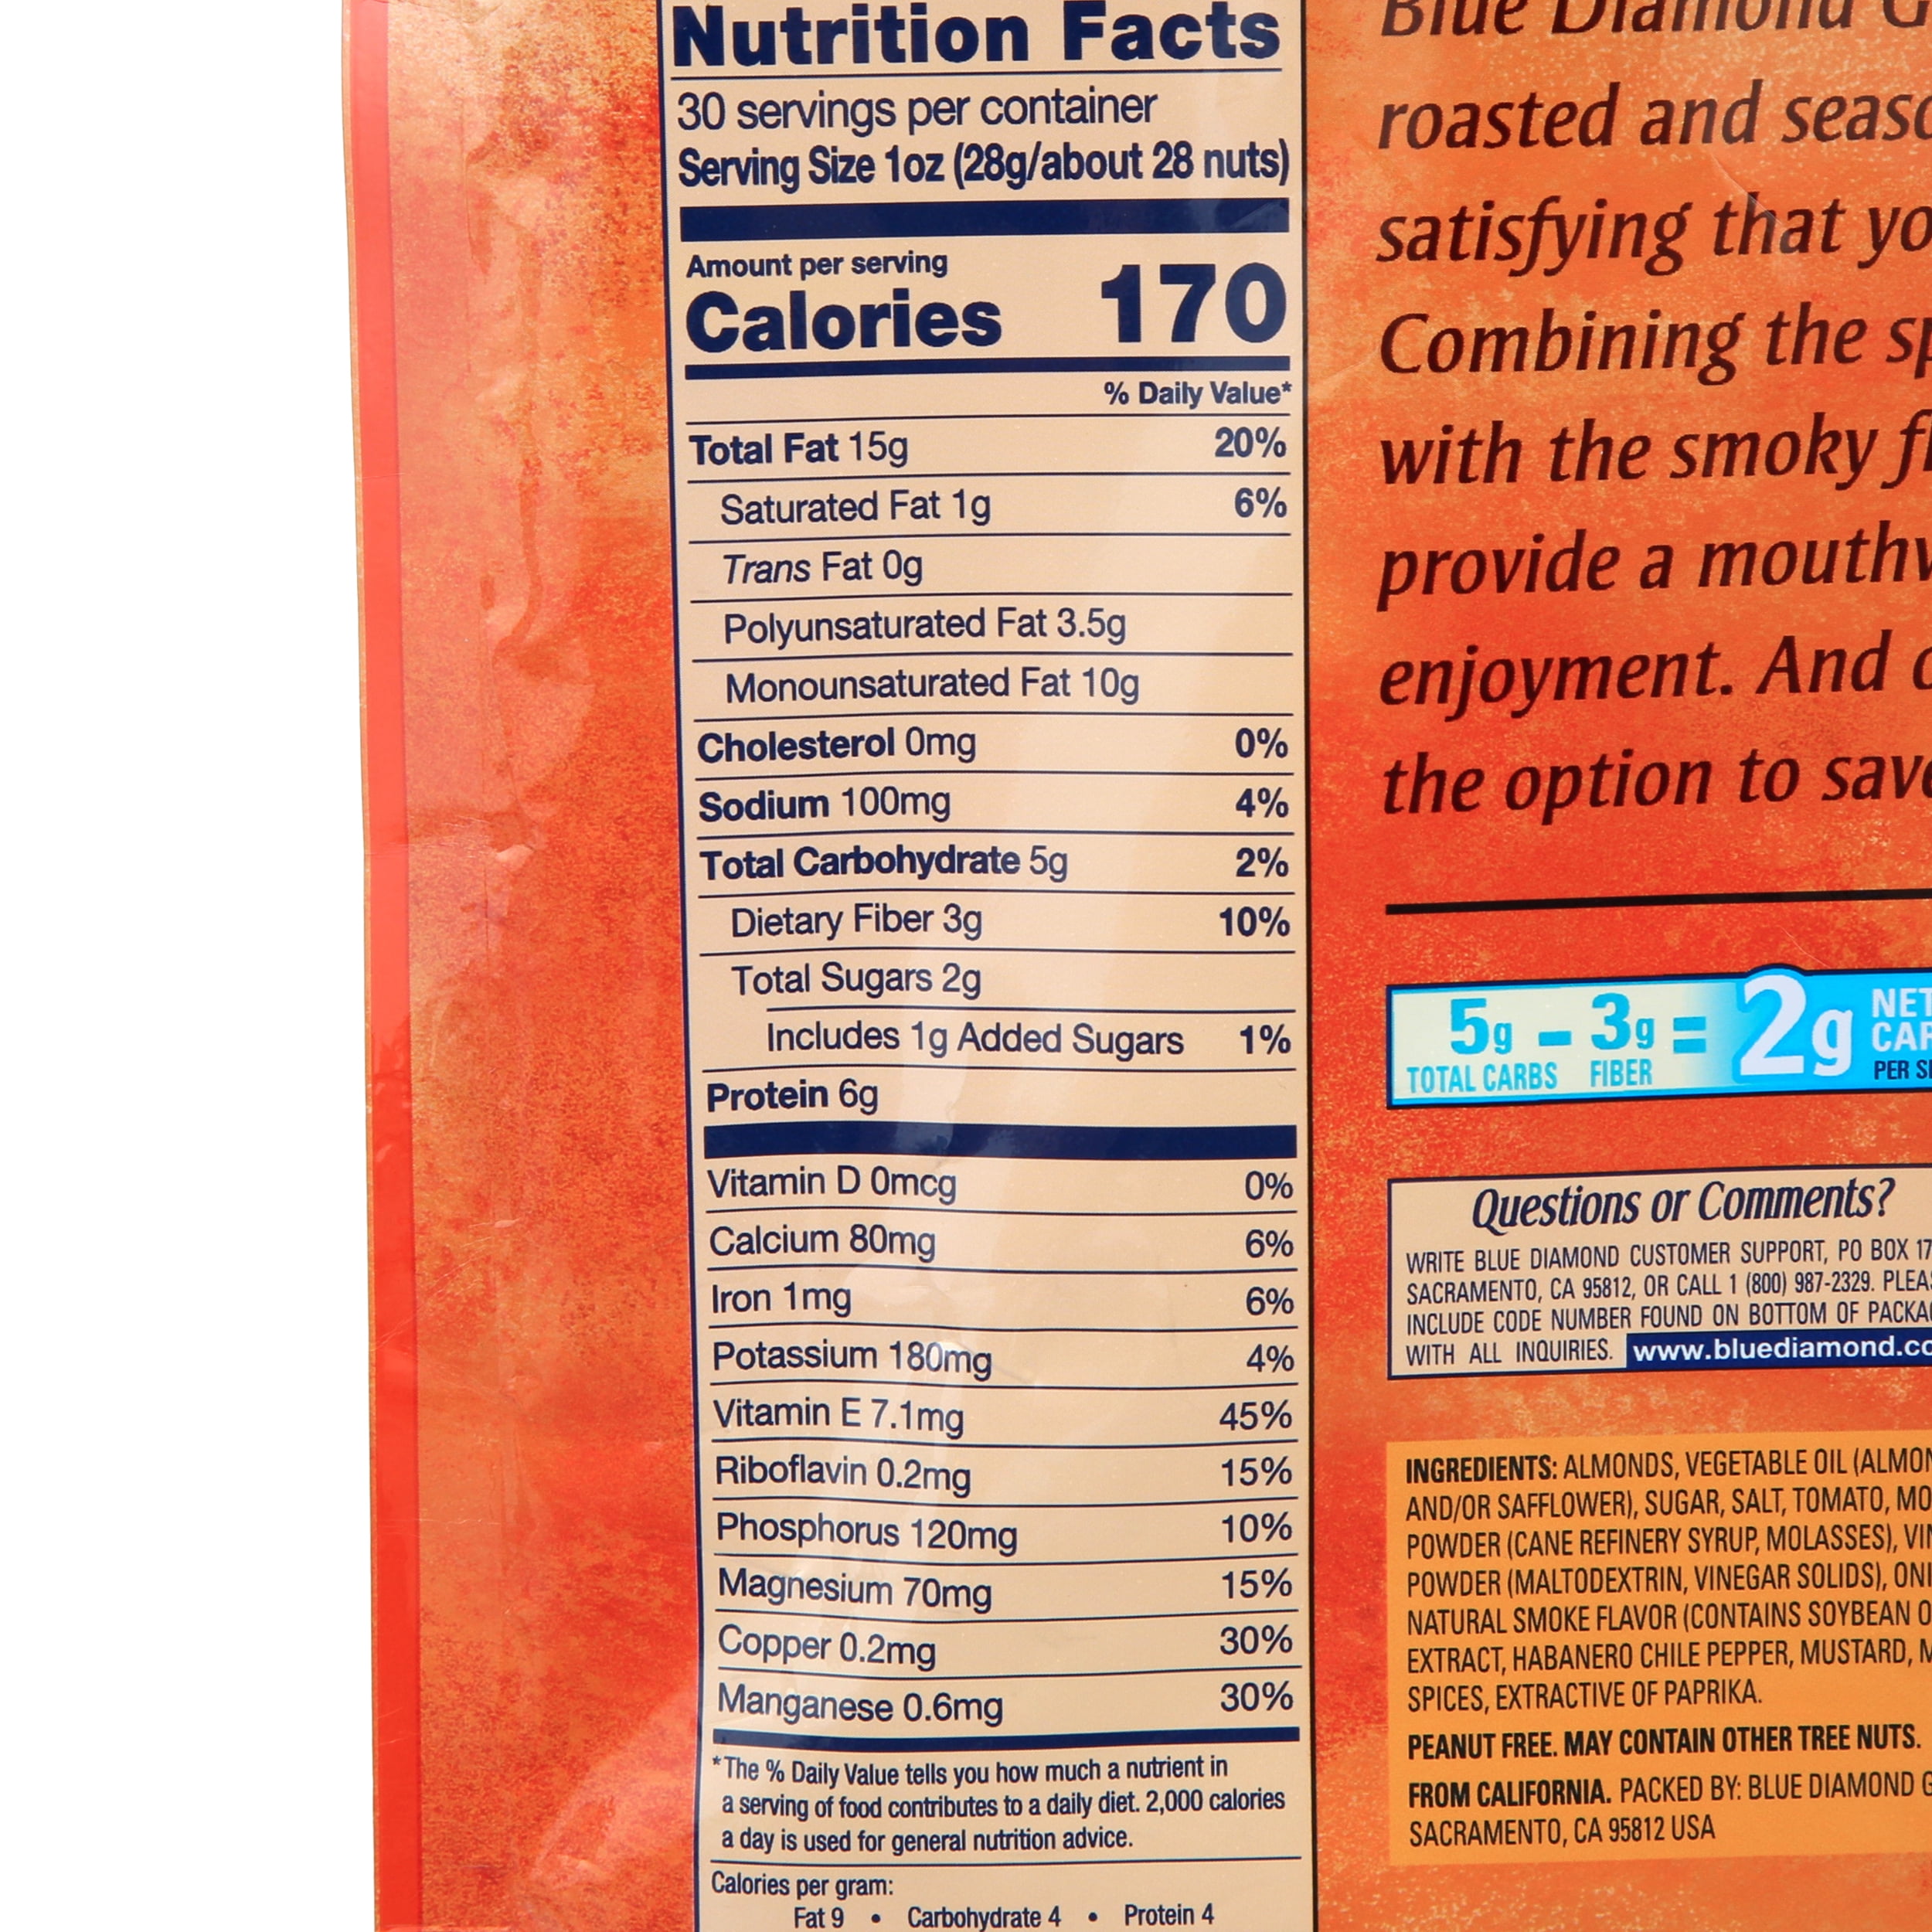 Nutrition Facts
30 servings per container
Serving Size 1oz (28g/about 28 nuts)
Amount per serving
Calories 170
% Daily Value*
Total Fat 15g 20%
Saturated Fat 1g 6%
Trans Fat 0g
Polyunsaturated Fat 3.5g
Monounsaturated Fat 10g
Cholesterol 0mg 0%
Sodium 100mg 4%
Total Carbohydrate 5g 2%
Dietary Fiber 3g 10%
Total Sugars 2g
Includes 1g Added Sugars 1%
Protein 6g
Vitamin D 0mcg 0%
Calcium 80mg 6%
Iron 1mg 6%
Potassium 180mg 4%
Vitamin E 7.1mg 45%
Riboflavin 0.2mg 15%
Phosphorus 120mg 10%
Magnesium 70mg 15%
Copper 0.2mg 30%
Manganese 0.6mg 30%
*The % Daily Value tells you how much a nutrient in
a serving of food contributes to a daily diet. 2,000 calories
a day is used for general nutrition advice.
Calories per gram:
Fat 9 • Carbohydrate 4 • Protein 4
Blue Diamond
roasted and
satisfying that
Combining the
with the smoky
provide a
enjoyment. And
the option to
5g - 3g = 2g
TOTAL CARBS FIBER
PER
Questions or Comments?
WRITE BLUE DIAMOND CUSTOMER SUPPORT, PO BOX
SACRAMENTO, CA 95812, OR CALL 1 (800) 987-2329.
INCLUDE CODE NUMBER FOUND ON BOTTOM OF
WITH ALL INQUIRIES. www.bluediamond.co
INGREDIENTS: ALMONDS, VEGETABLE OIL
AND/OR SAFFLOWER), SUGAR, SALT, TOMATO,
POWDER (CANE REFINERY SYRUP, MOLASSES),
POWDER (MALTODEXTRIN, VINEGAR SOLIDS),
NATURAL SMOKE FLAVOR (CONTAINS SOYBEAN
EXTRACT, HABANERO CHILE PEPPER, MUSTARD,
SPICES, EXTRACTIVE OF PAPRIKA.
PEANUT FREE. MAY CONTAIN OTHER TREE NUTS.
FROM CALIFORNIA. PACKED BY: BLUE DIAMOND
SACRAMENTO, CA 95812 USA